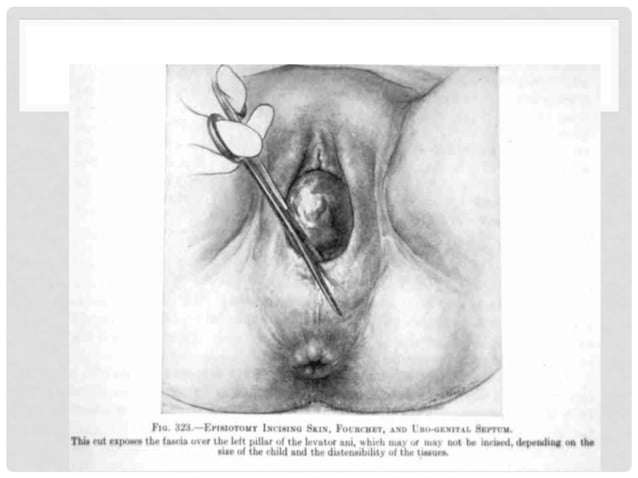 Fig. 323.—Episiotomy Incising Skin, Fourchet, and Uro-genital Septum.
This cut exposes the fascia over the left pillar of the levator ani, which may or may not be incised, depending on the
size of the child and the distensibility of the tissues.